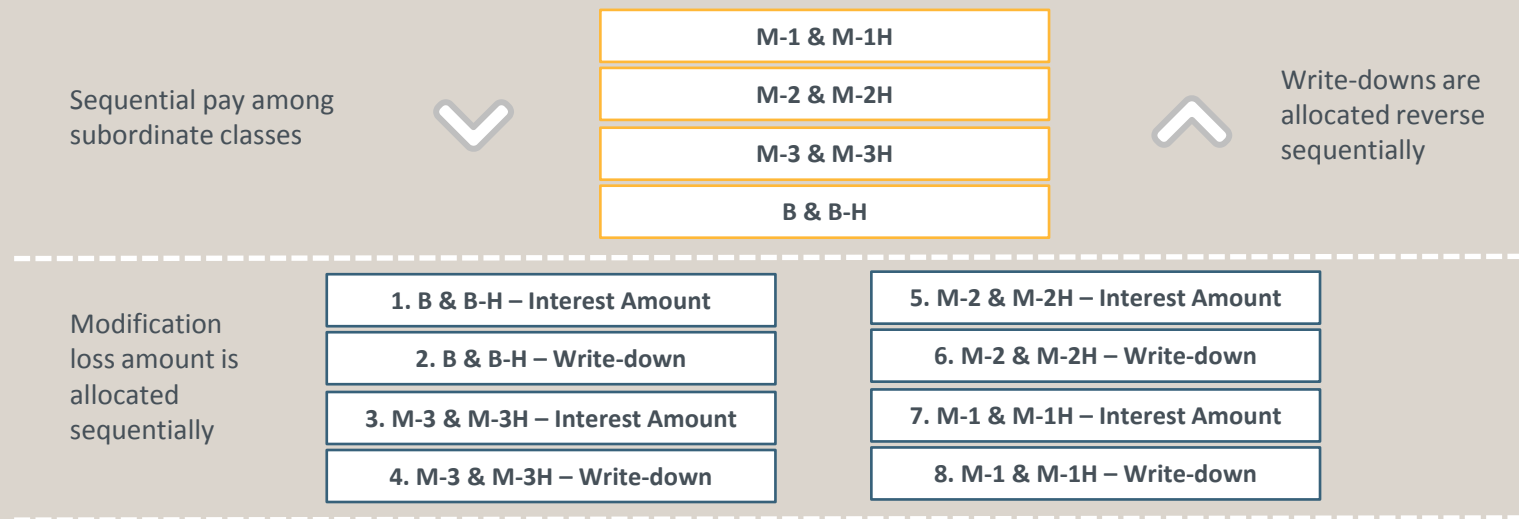 Sequential pay among
subordinate classes
M-1 & M-1H
M-2 & M-2H
M-3 & M-3H
B & B-H
Write-downs are
allocated reverse
sequentially
Modification
loss amount is
allocated
sequentially
1. B & B-H – Interest Amount
2. B & B-H – Write-down
3. M-3 & M-3H – Interest Amount
4. M-3 & M-3H – Write-down
5. M-2 & M-2H – Interest Amount
6. M-2 & M-2H – Write-down
7. M-1 & M-1H – Interest Amount
8. M-1 & M-1H – Write-down